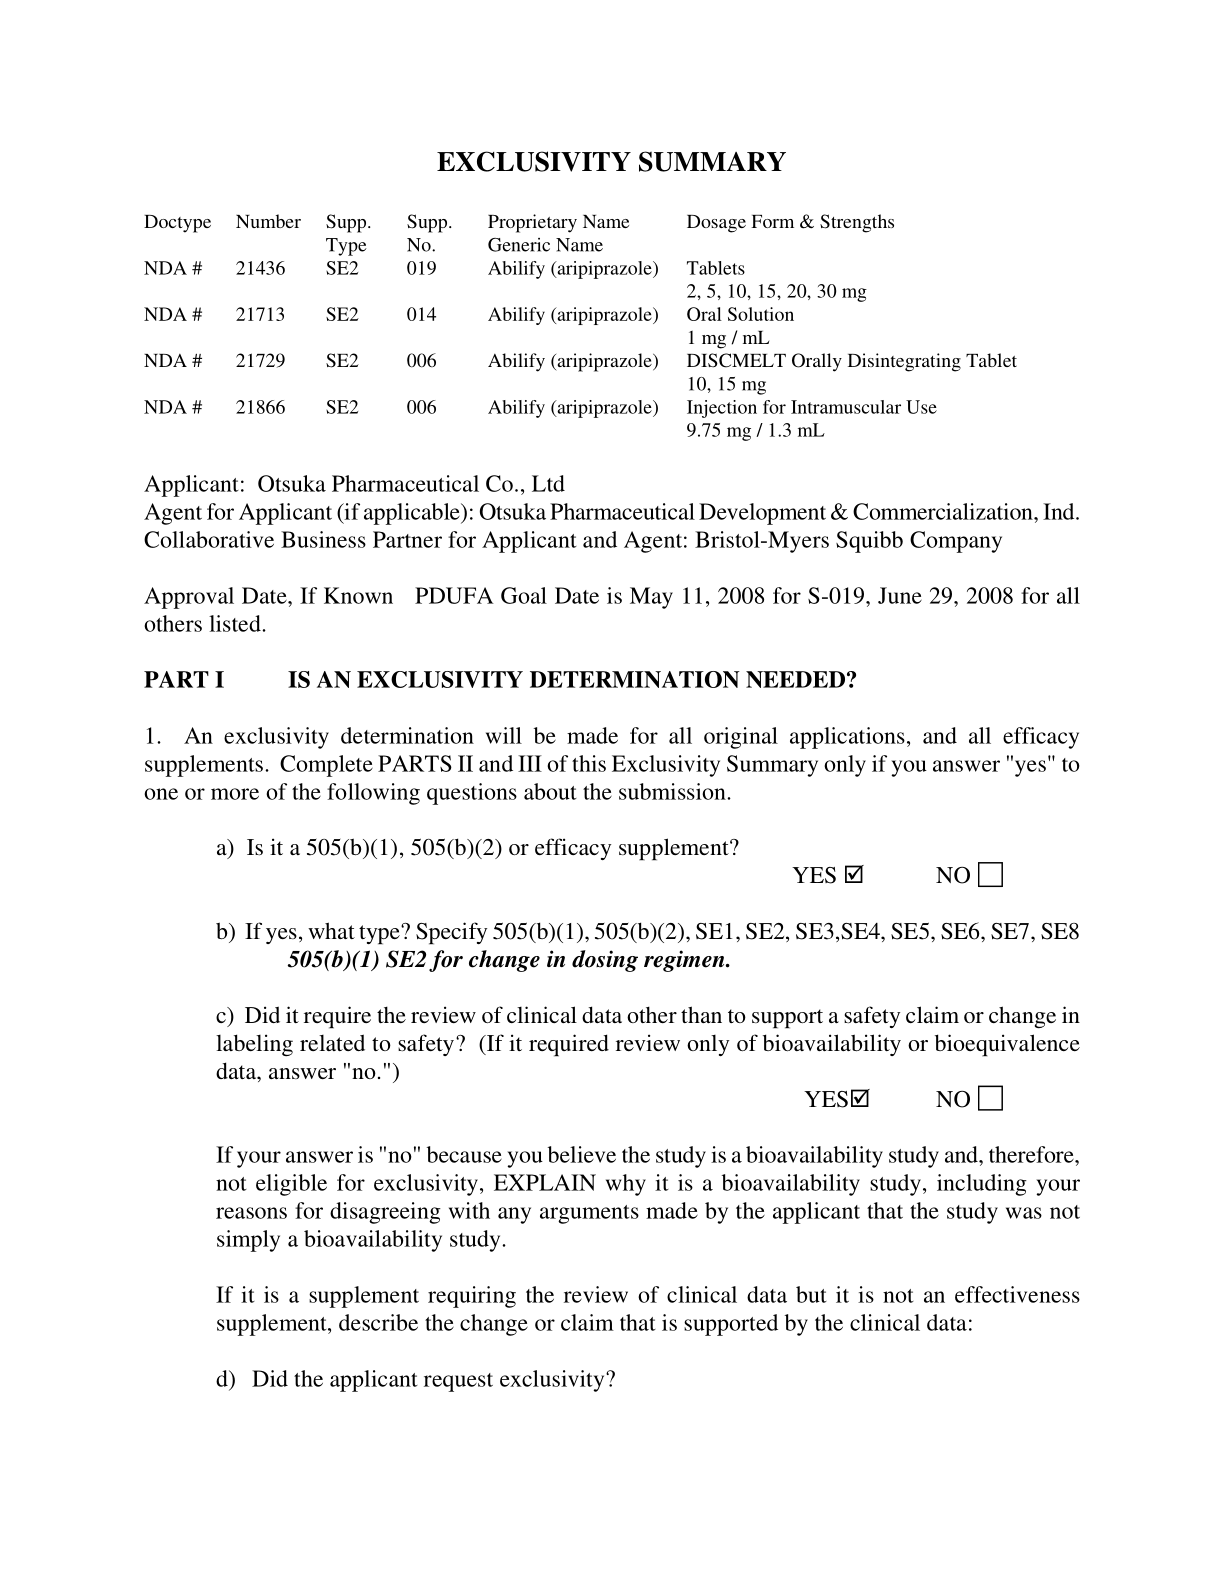 EXCLUSIVITY SUMMARY
Doctype Number Supp. Supp. Proprietary Name Dosage Form & Strengths
Type No. Generic Name
NDA # 21436 SE2 019 Abilify (aripiprazole) Tablets
2, 5, 10, 15, 20, 30 mg
NDA # 21713 SE2 014 Abilify (aripiprazole) Oral Solution
1 mg / mL
NDA # 21729 SE2 006 Abilify (aripiprazole) DISCMELT Orally Disintegrating Tablet
10, 15 mg
NDA # 21866 SE2 006 Abilify (aripiprazole) Injection for Intramuscular Use
9.75 mg / 1.3 mL
Applicant: Otsuka Pharmaceutical Co., Ltd
Agent for Applicant (if applicable): Otsuka Pharmaceutical Development & Commercialization, Ind.
Collaborative Business Partner for Applicant and Agent: Bristol-Myers Squibb Company
Approval Date, If Known PDUFA Goal Date is May 11, 2008 for S-019, June 29, 2008 for all
others listed.
PART I IS AN EXCLUSIVITY DETERMINATION NEEDED?
1. An exclusivity determination will be made for all original applications, and all efficacy
supplements. Complete PARTS II and III of this Exclusivity Summary only if you answer "yes" to
one or more of the following questions about the submission.
a) Is it a 505(b)(1), 505(b)(2) or efficacy supplement?
YES ☑ NO ☐
b) If yes, what type? Specify 505(b)(1), 505(b)(2), SE1, SE2, SE3,SE4, SE5, SE6, SE7, SE8
505(b)(1) SE2 for change in dosing regimen.
c) Did it require the review of clinical data other than to support a safety claim or change in
labeling related to safety? (If it required review only of bioavailability or bioequivalence
data, answer "no.")
YES☑ NO ☐
If your answer is "no" because you believe the study is a bioavailability study and, therefore,
not eligible for exclusivity, EXPLAIN why it is a bioavailability study, including your
reasons for disagreeing with any arguments made by the applicant that the study was not
simply a bioavailability study.
If it is a supplement requiring the review of clinical data but it is not an effectiveness
supplement, describe the change or claim that is supported by the clinical data:
d) Did the applicant request exclusivity?